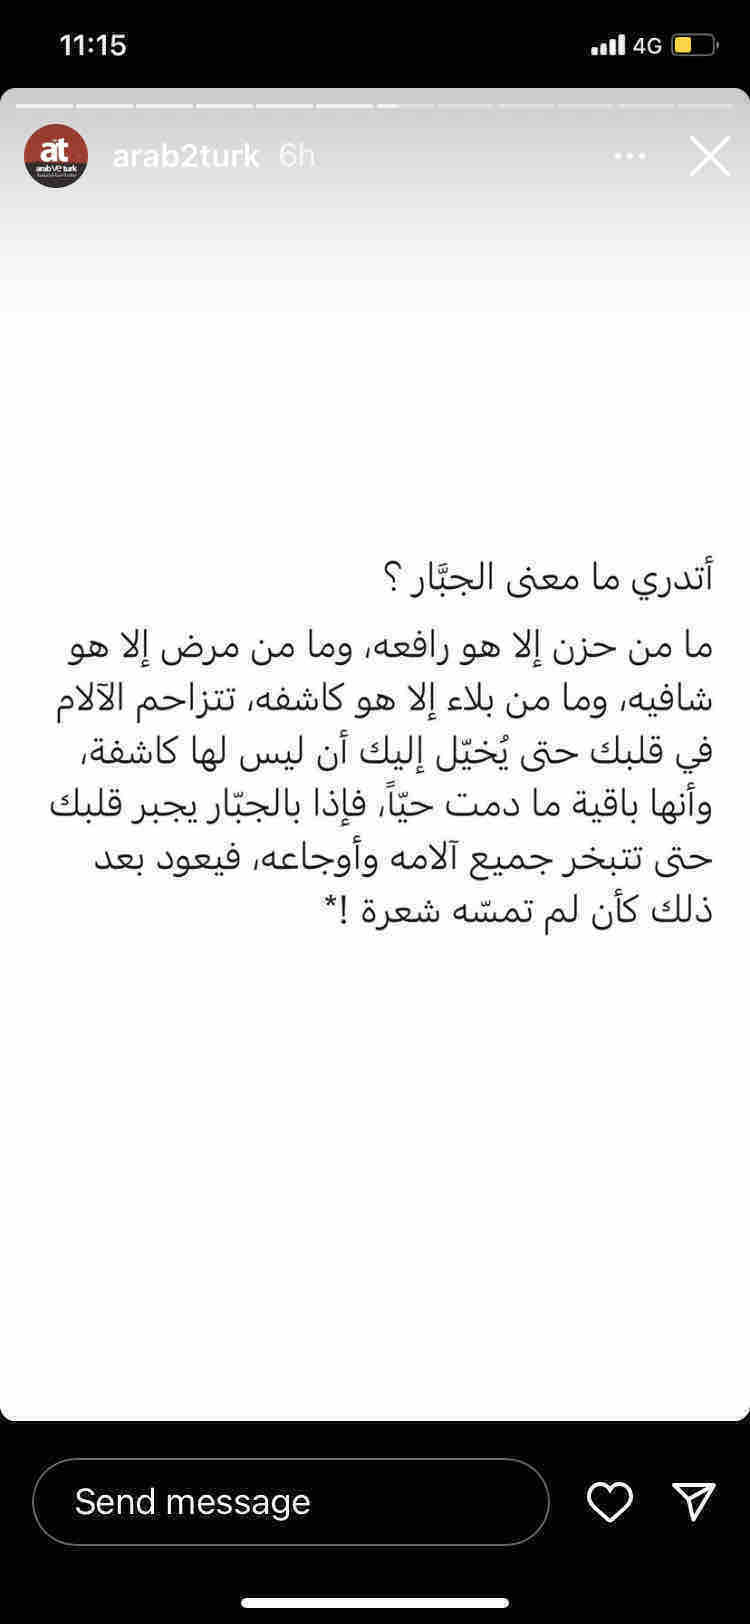 11:15
4G
at
arab VE turk
arab2turk 6h
أتدري ما معنى الجبَّار ؟
ما من حزن إلا هو رافعه، وما من مرض إلا هو
شافيه، وما من بلاء إلا هو كاشفه، تتزاحم الآلام
في قلبك حتى يُخيّل إليك أن ليس لها كاشفة،
وأنها باقية ما دمت حيّاً، فإذا بالجبّار يجبر قلبك
حتى تتبخر جميع آلامه وأوجاعه، فيعود بعد
ذلك كأن لم تمسّه شعرة !*
Send message